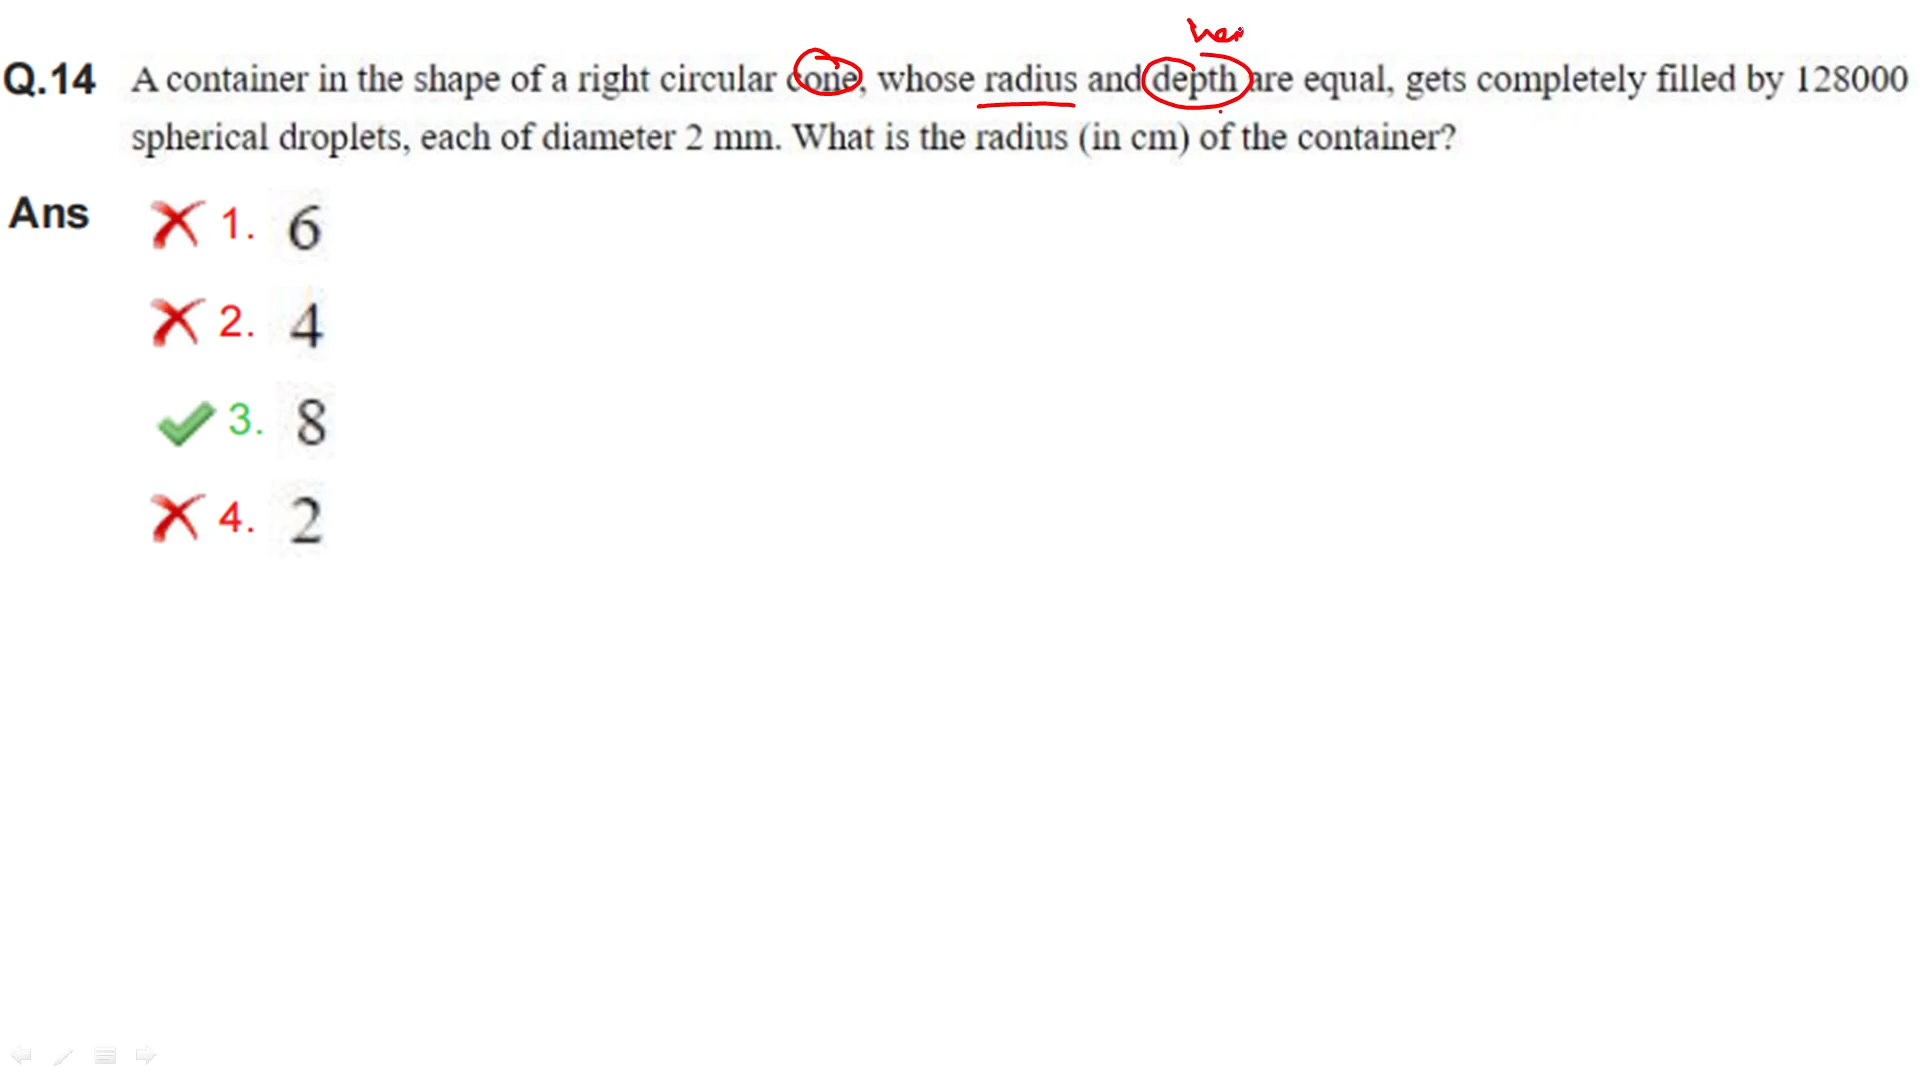 Q.14 A container in the shape of a right circular cone, whose radius and depth are equal, gets completely filled by 128000
spherical droplets, each of diameter 2 mm. What is the radius (in cm) of the container?
Ans
1. 6
2. 4
3. 8
4. 2